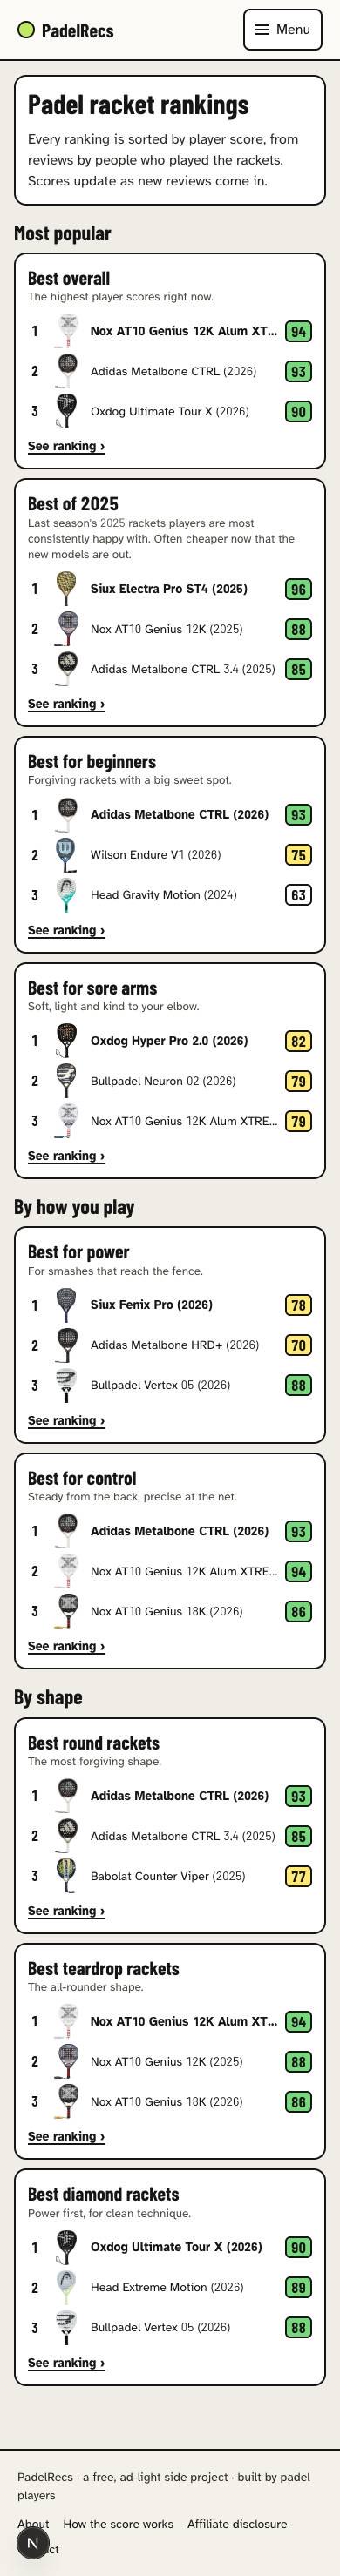 PadelRecs
Menu
Padel racket rankings
Every ranking is sorted by player score, from
reviews by people who played the rackets.
Scores update as new reviews come in.
Most popular
Best overall
The highest player scores right now.
1 Nox AT10 Genius 12K Alum XT... 94
2 Adidas Metalbone CTRL (2026) 93
3 Oxdog Ultimate Tour X (2026) 90
See ranking ›
Best of 2025
Last season's 2025 rackets players are most
consistently happy with. Often cheaper now that the
new models are out.
1 Siux Electra Pro ST4 (2025) 96
2 Nox AT10 Genius 12K (2025) 88
3 Adidas Metalbone CTRL 3.4 (2025) 85
See ranking ›
Best for beginners
Forgiving rackets with a big sweet spot.
1 Adidas Metalbone CTRL (2026) 93
2 Wilson Endure V1 (2026) 75
3 Head Gravity Motion (2024) 63
See ranking ›
Best for sore arms
Soft, light and kind to your elbow.
1 Oxdog Hyper Pro 2.0 (2026) 82
2 Bullpadel Neuron 02 (2026) 79
3 Nox AT10 Genius 12K Alum XTRE... 79
See ranking ›
By how you play
Best for power
For smashes that reach the fence.
1 Siux Fenix Pro (2026) 78
2 Adidas Metalbone HRD+ (2026) 70
3 Bullpadel Vertex 05 (2026) 88
See ranking ›
Best for control
Steady from the back, precise at the net.
1 Adidas Metalbone CTRL (2026) 93
2 Nox AT10 Genius 12K Alum XTRE... 94
3 Nox AT10 Genius 18K (2026) 86
See ranking ›
By shape
Best round rackets
The most forgiving shape.
1 Adidas Metalbone CTRL (2026) 93
2 Adidas Metalbone CTRL 3.4 (2025) 85
3 Babolat Counter Viper (2025) 77
See ranking ›
Best teardrop rackets
The all-rounder shape.
1 Nox AT10 Genius 12K Alum XT... 94
2 Nox AT10 Genius 12K (2025) 88
3 Nox AT10 Genius 18K (2026) 86
See ranking ›
Best diamond rackets
Power first, for clean technique.
1 Oxdog Ultimate Tour X (2026) 90
2 Head Extreme Motion (2026) 89
3 Bullpadel Vertex 05 (2026) 88
See ranking ›
PadelRecs · a free, ad-light side project · built by padel
players
About How the score works Affiliate disclosure
N